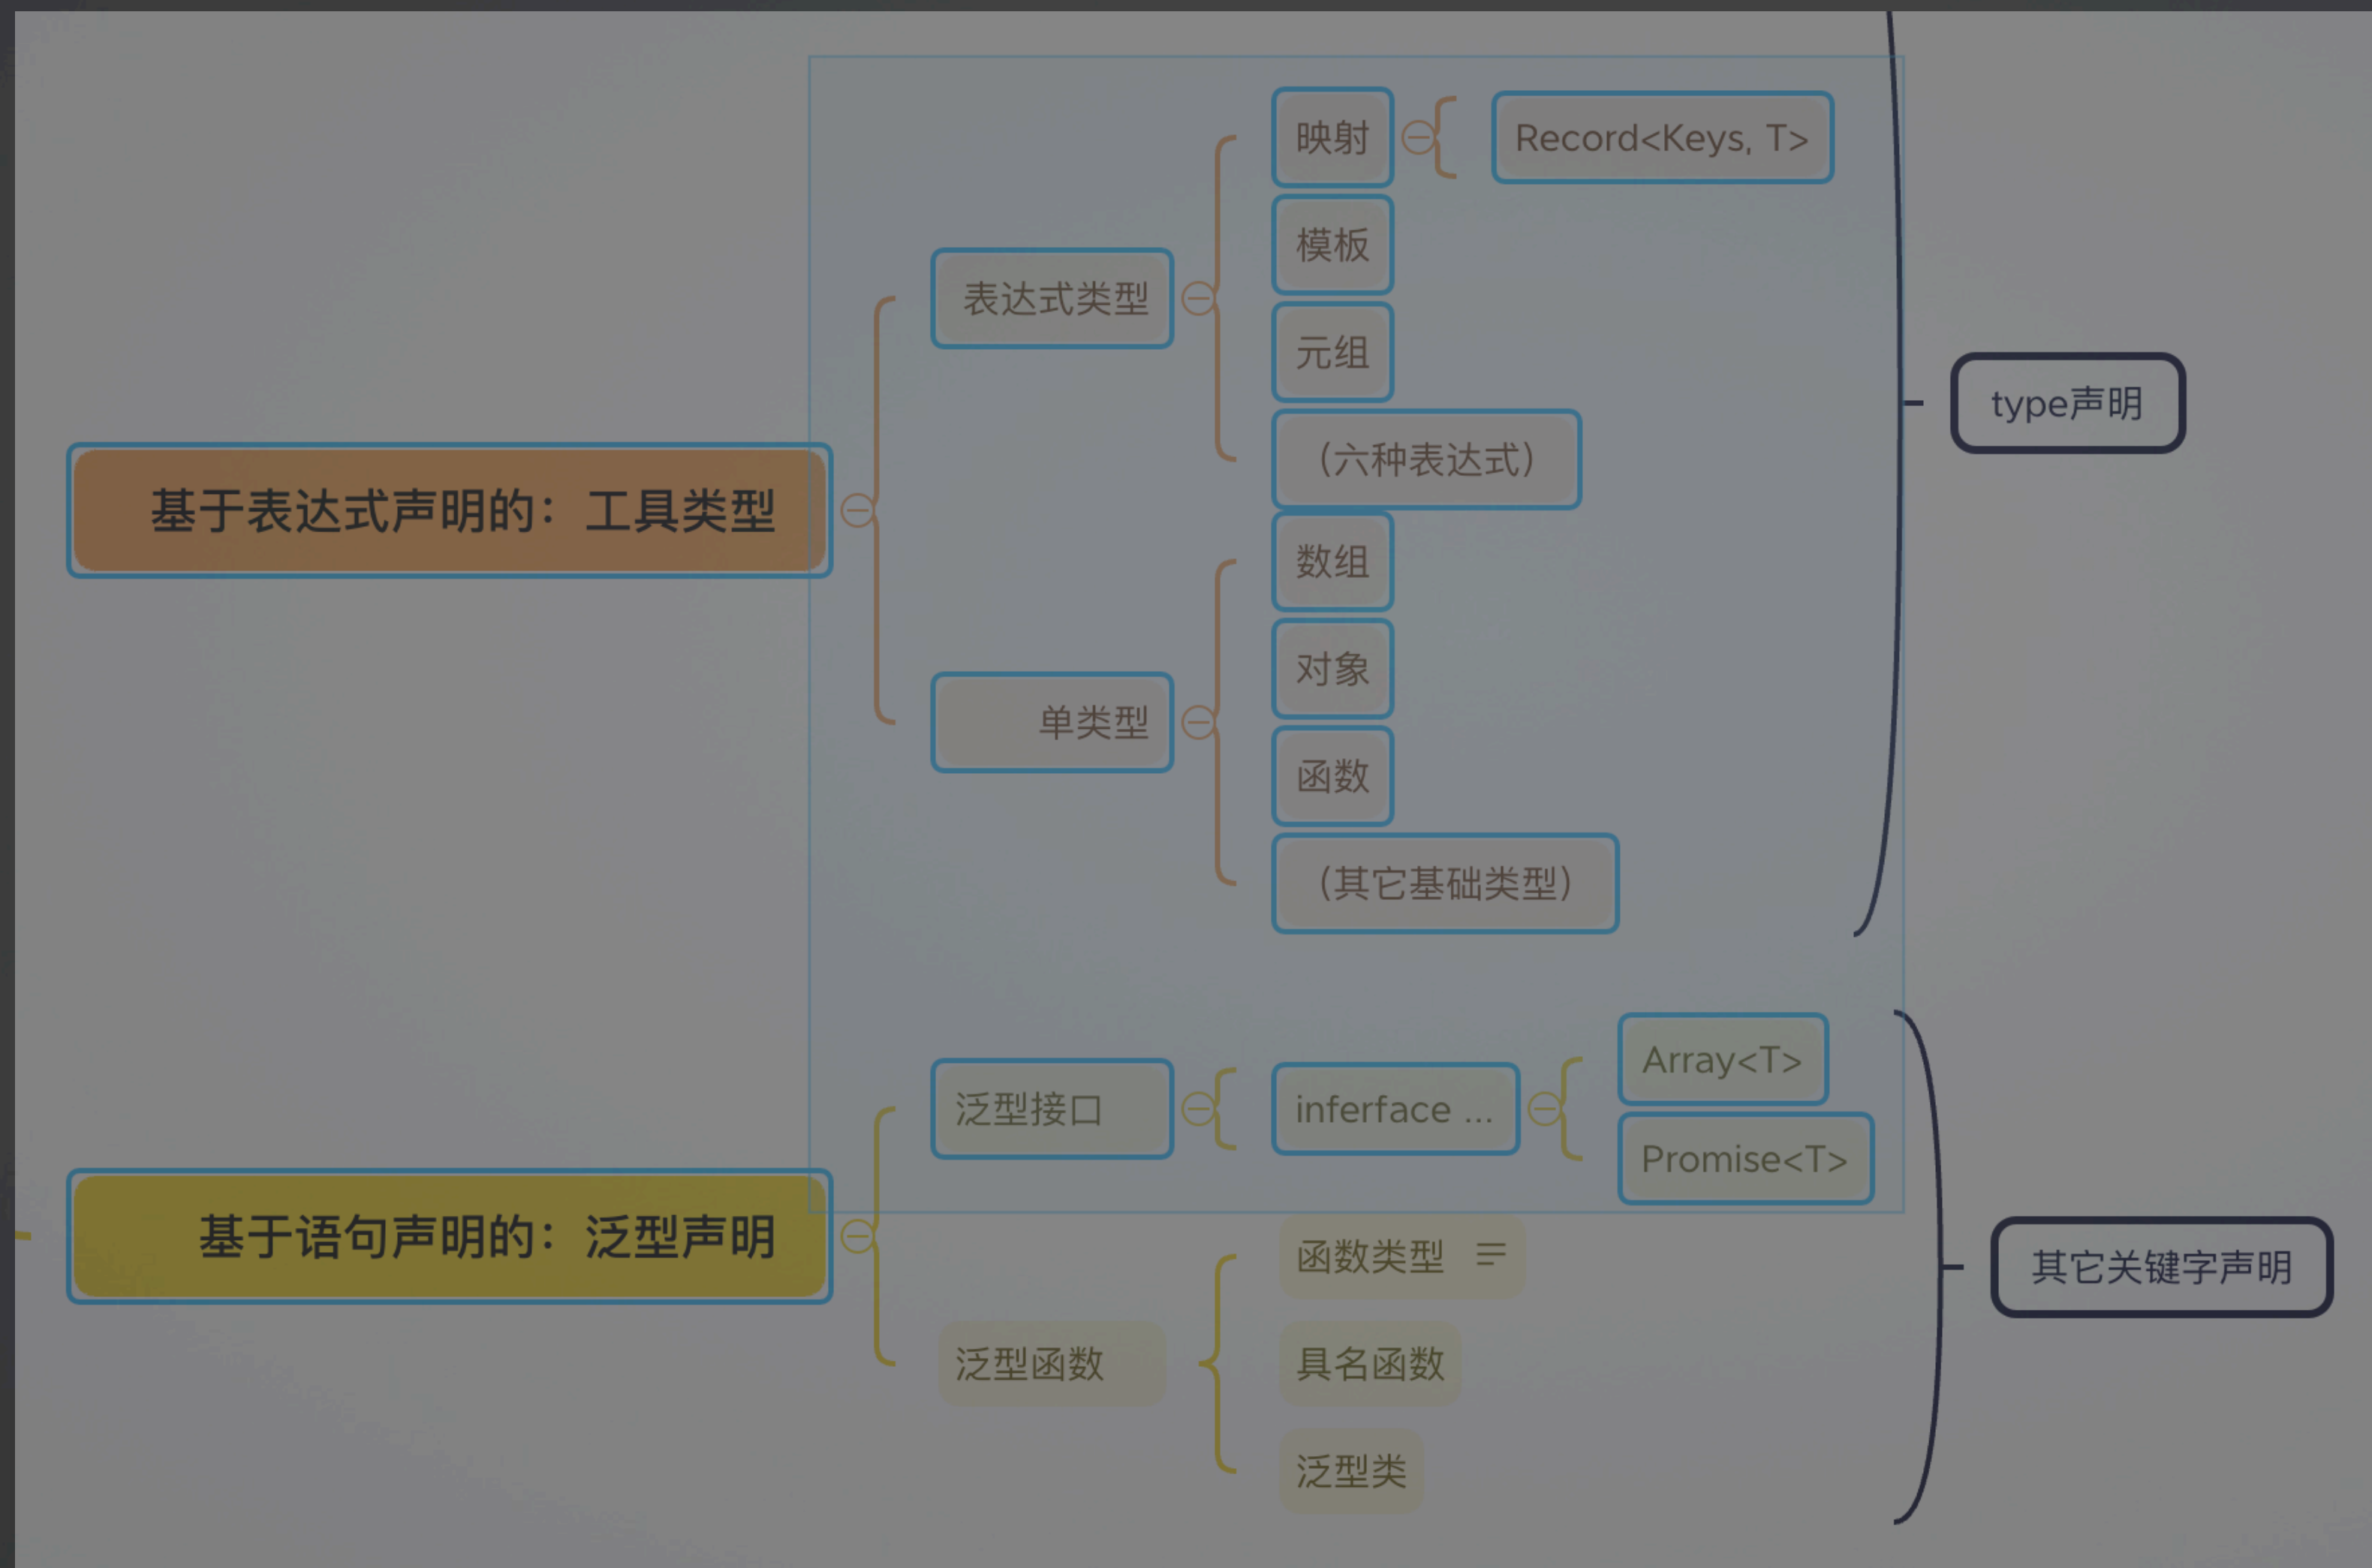 基于表达式声明的：工具类型
表达式类型
映射
Record<Keys, T>
模板
元组
（六种表达式）
单类型
数组
对象
函数
（其它基础类型）
type声明
基于语句声明的：泛型声明
泛型接口
inferface ...
Array<T>
Promise<T>
泛型函数
函数类型
具名函数
泛型类
其它关键字声明